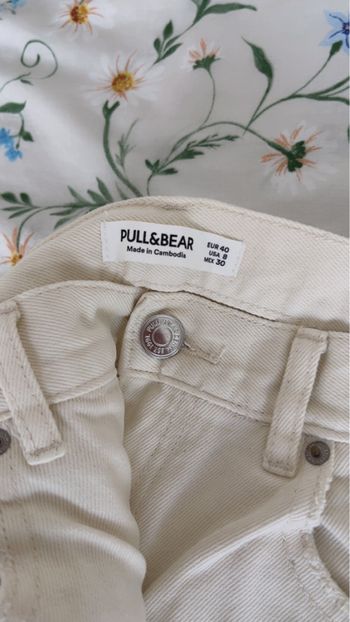 PULL&BEAR
Made in Cambodia
EUR 40
USA 8
MEX 30